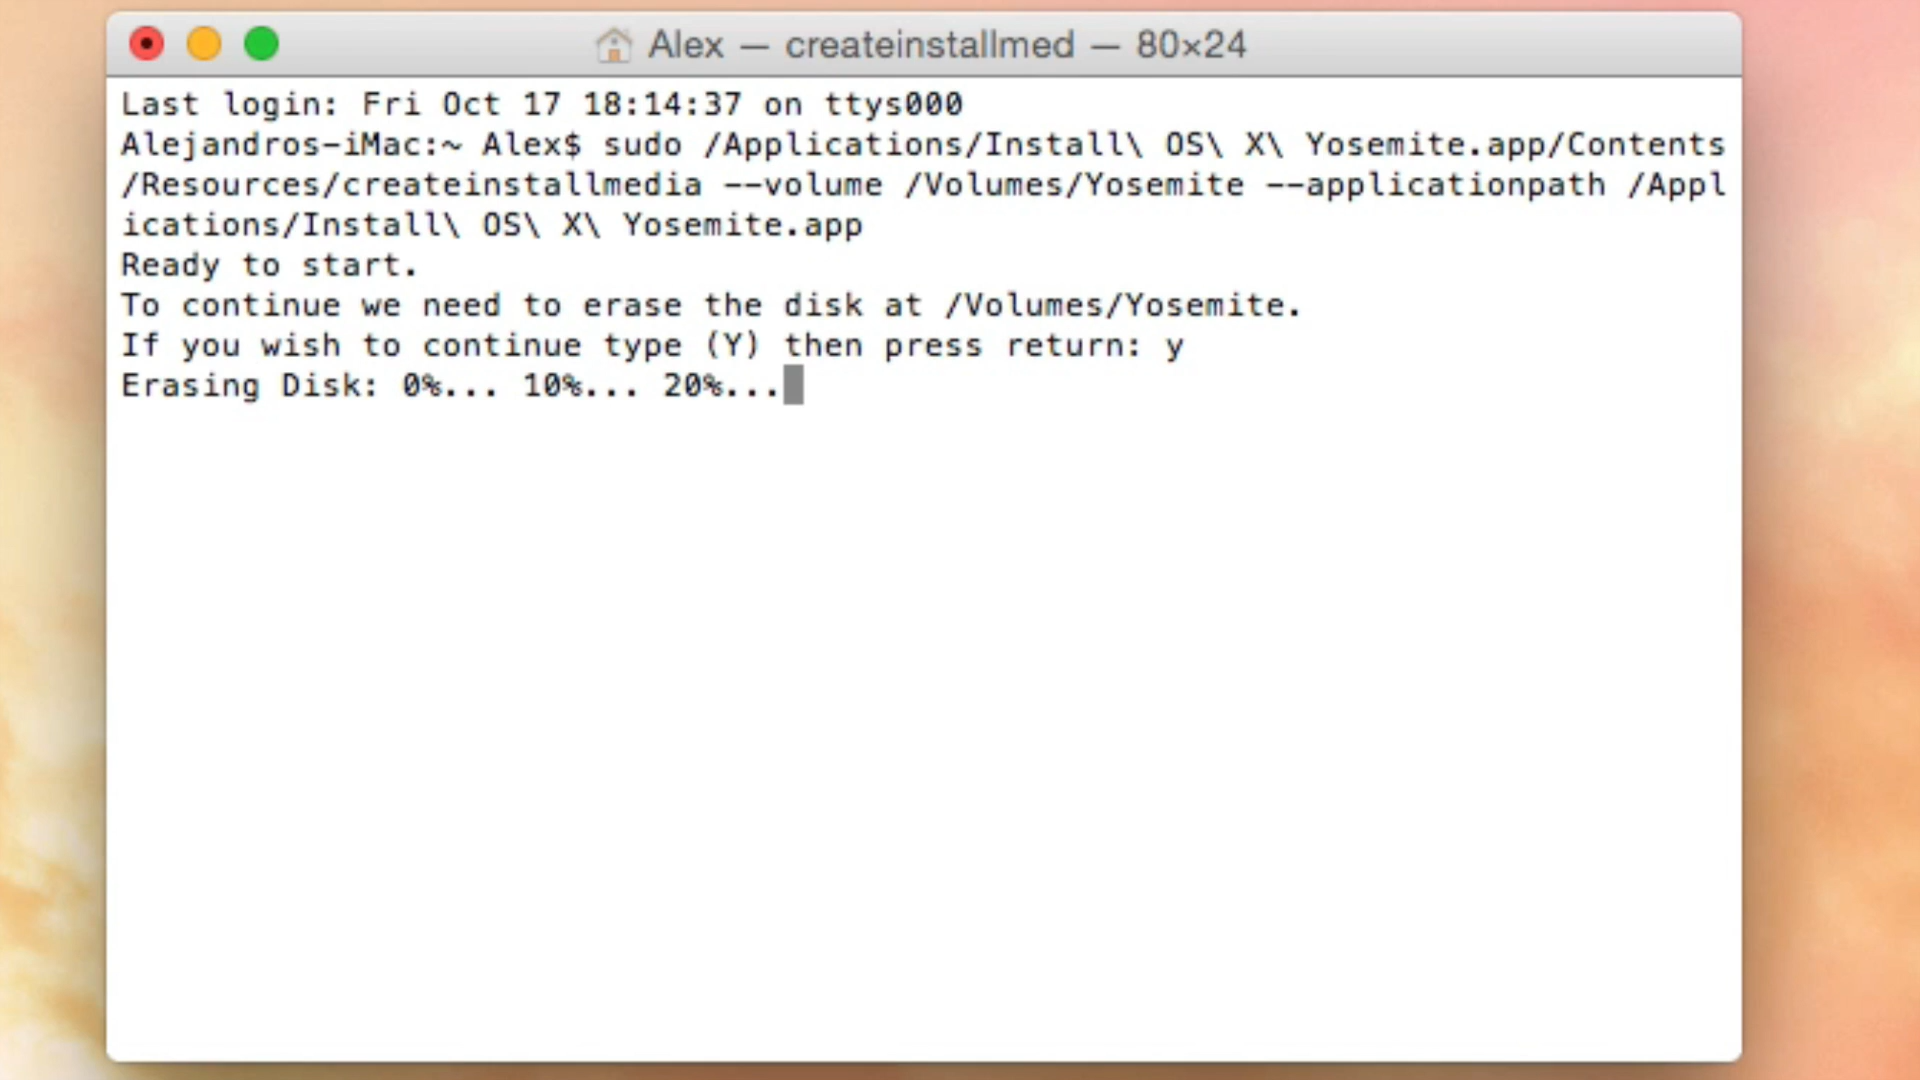 Alex — createinstallmed — 80×24
Last login: Fri Oct 17 18:14:37 on ttys000
Alejandros-iMac:~ Alex$ sudo /Applications/Install\ OS\ X\ Yosemite.app/Contents
/Resources/createinstallmedia --volume /Volumes/Yosemite --applicationpath /Appl
ications/Install\ OS\ X\ Yosemite.app
Ready to start.
To continue we need to erase the disk at /Volumes/Yosemite.
If you wish to continue type (Y) then press return: y
Erasing Disk: 0%... 10%... 20%...